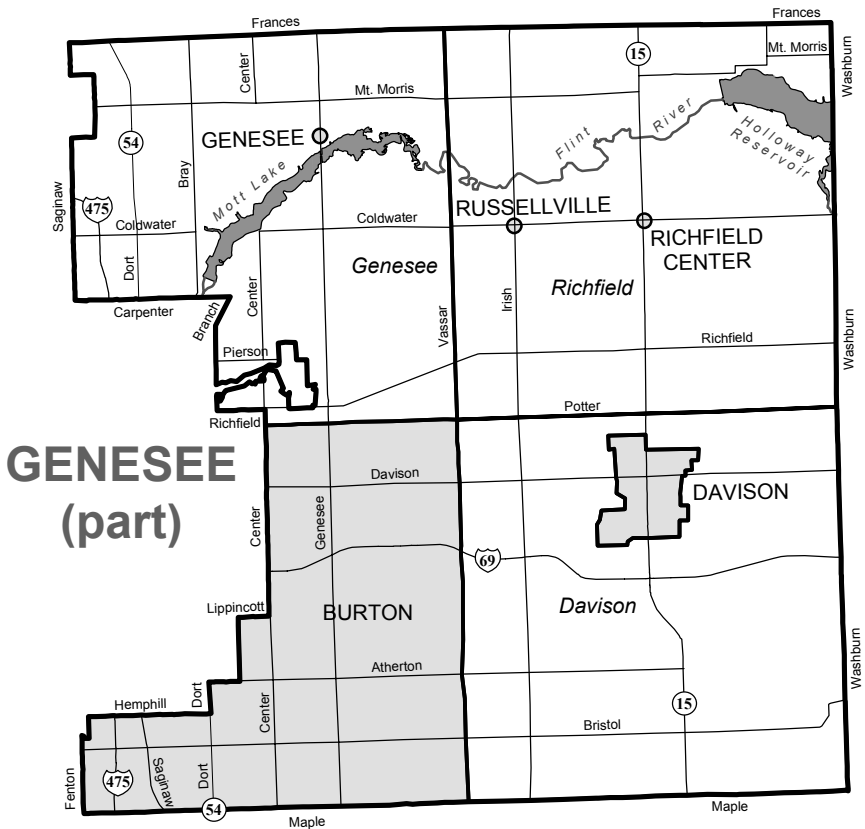 Frances
Frances
Washburn
Center
15
Mt. Morris
Mt. Morris
54
GENESEE
Bray
Mott Lake
Flint
River
Holloway
Reservoir
Saginaw
475
Coldwater
Coldwater
RUSSELLVILLE
RICHFIELD
CENTER
Dort
Center
Genesee
Irish
Richfield
Carpenter
Branch
Vassar
Washburn
Pierson
Richfield
Richfield
Potter
GENESEE
(part)
Davison
DAVISON
Center
Genesee
69
Lippincott
BURTON
Davison
Washburn
Atherton
Hemphill
Dort
Center
15
Bristol
Fenton
475
Saginaw
Dort
54
Maple
Maple